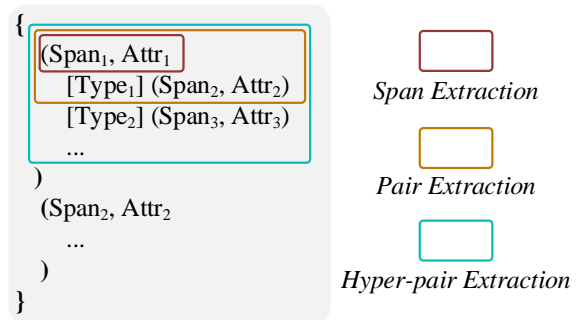 {
(Span₁, Attr₁
[Type₁] (Span₂, Attr₂)
[Type₂] (Span₃, Attr₃)
...
)
(Span₂, Attr₂
...
)
}
Span Extraction
Pair Extraction
Hyper-pair Extraction